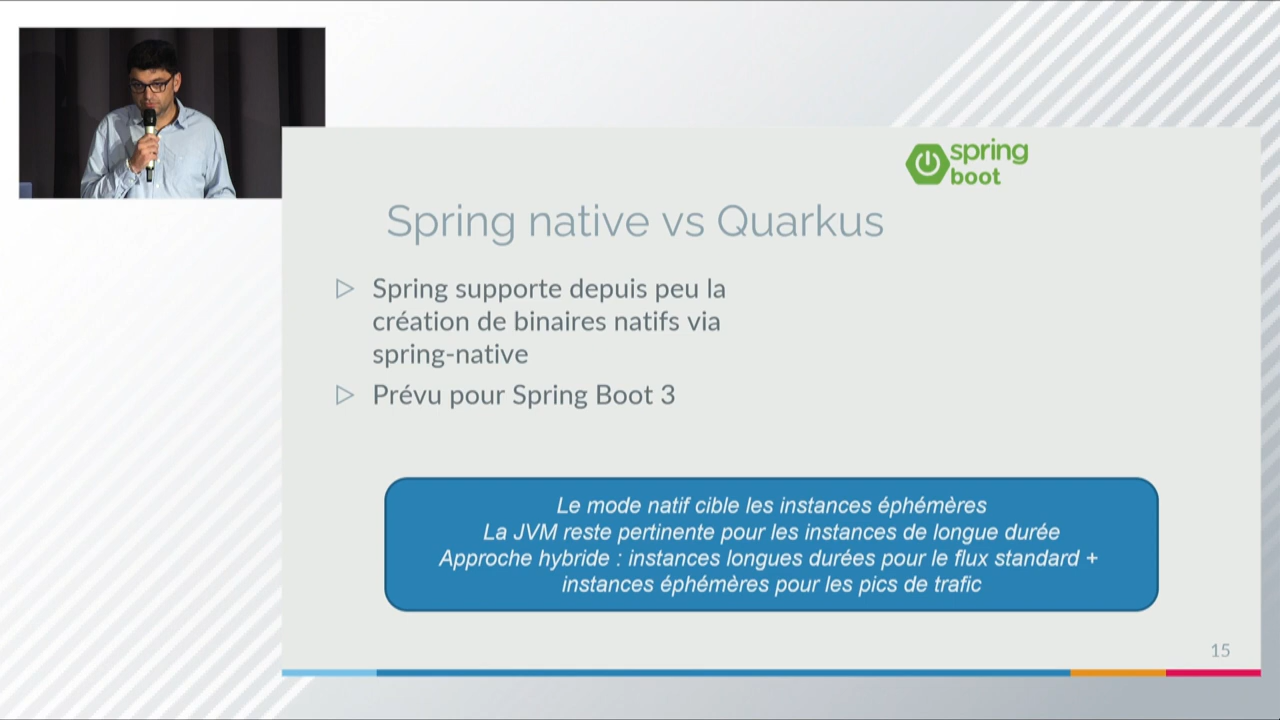 spring
boot
Spring native vs Quarkus
Spring supporte depuis peu la
création de binaires natifs via
spring-native
Prévu pour Spring Boot 3
Le mode natif cible les instances éphémères
La JVM reste pertinente pour les instances de longue durée
Approche hybride : instances longues durées pour le flux standard +
instances éphémères pour les pics de trafic
15